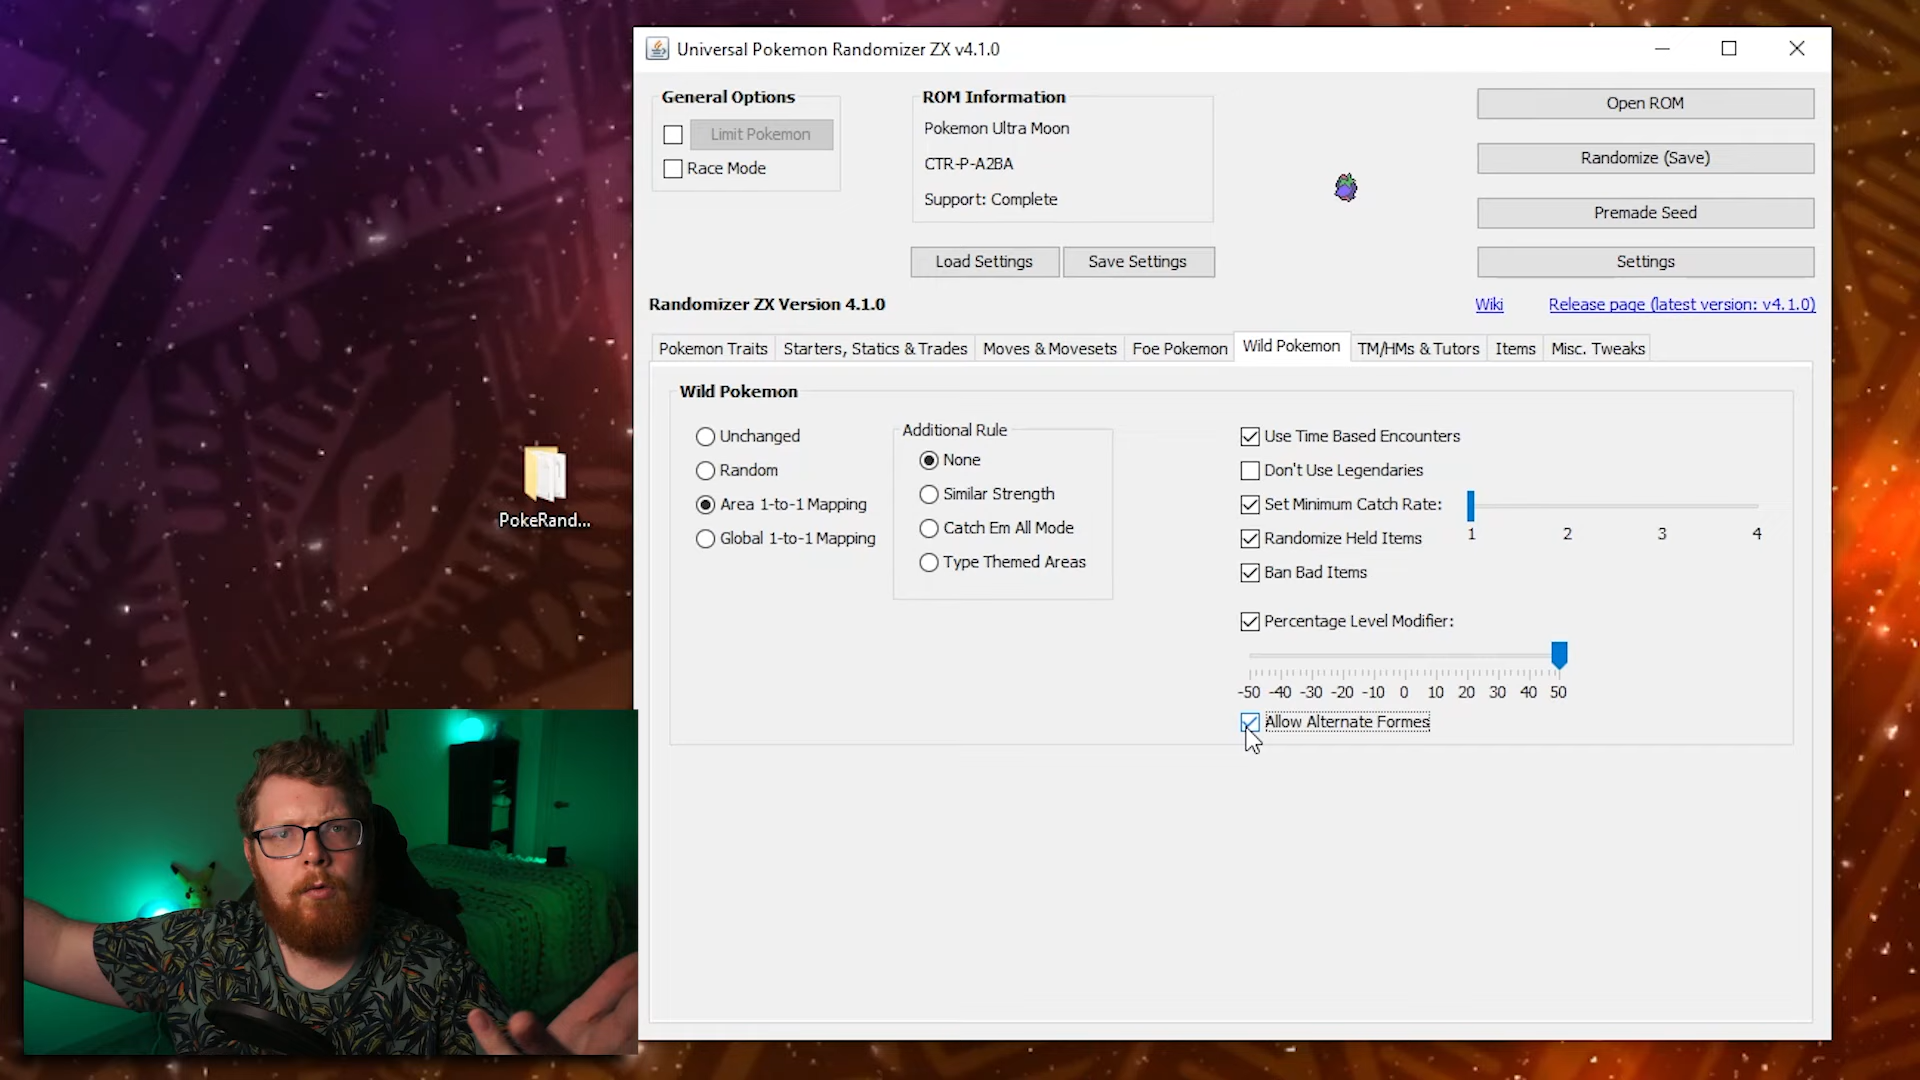 Universal Pokemon Randomizer ZX v4.1.0
General Options
Limit Pokemon
Race Mode
ROM Information
Pokemon Ultra Moon
CTR-P-A2BA
Support: Complete
Load Settings
Save Settings
Open ROM
Randomize (Save)
Premade Seed
Settings
Randomizer ZX Version 4.1.0
Wiki
Release page (latest version: v4.1.0)
Pokemon Traits
Starters, Statics & Trades
Moves & Movesets
Foe Pokemon
Wild Pokemon
TM/HMs & Tutors
Items
Misc. Tweaks
Wild Pokemon
Unchanged
Random
Area 1-to-1 Mapping
Global 1-to-1 Mapping
Additional Rule
None
Similar Strength
Catch Em All Mode
Type Themed Areas
Use Time Based Encounters
Don't Use Legendaries
Set Minimum Catch Rate:
1 2 3 4
Randomize Held Items
Ban Bad Items
Percentage Level Modifier:
-50 -40 -30 -20 -10 0 10 20 30 40 50
Allow Alternate Formes
PokeRand...